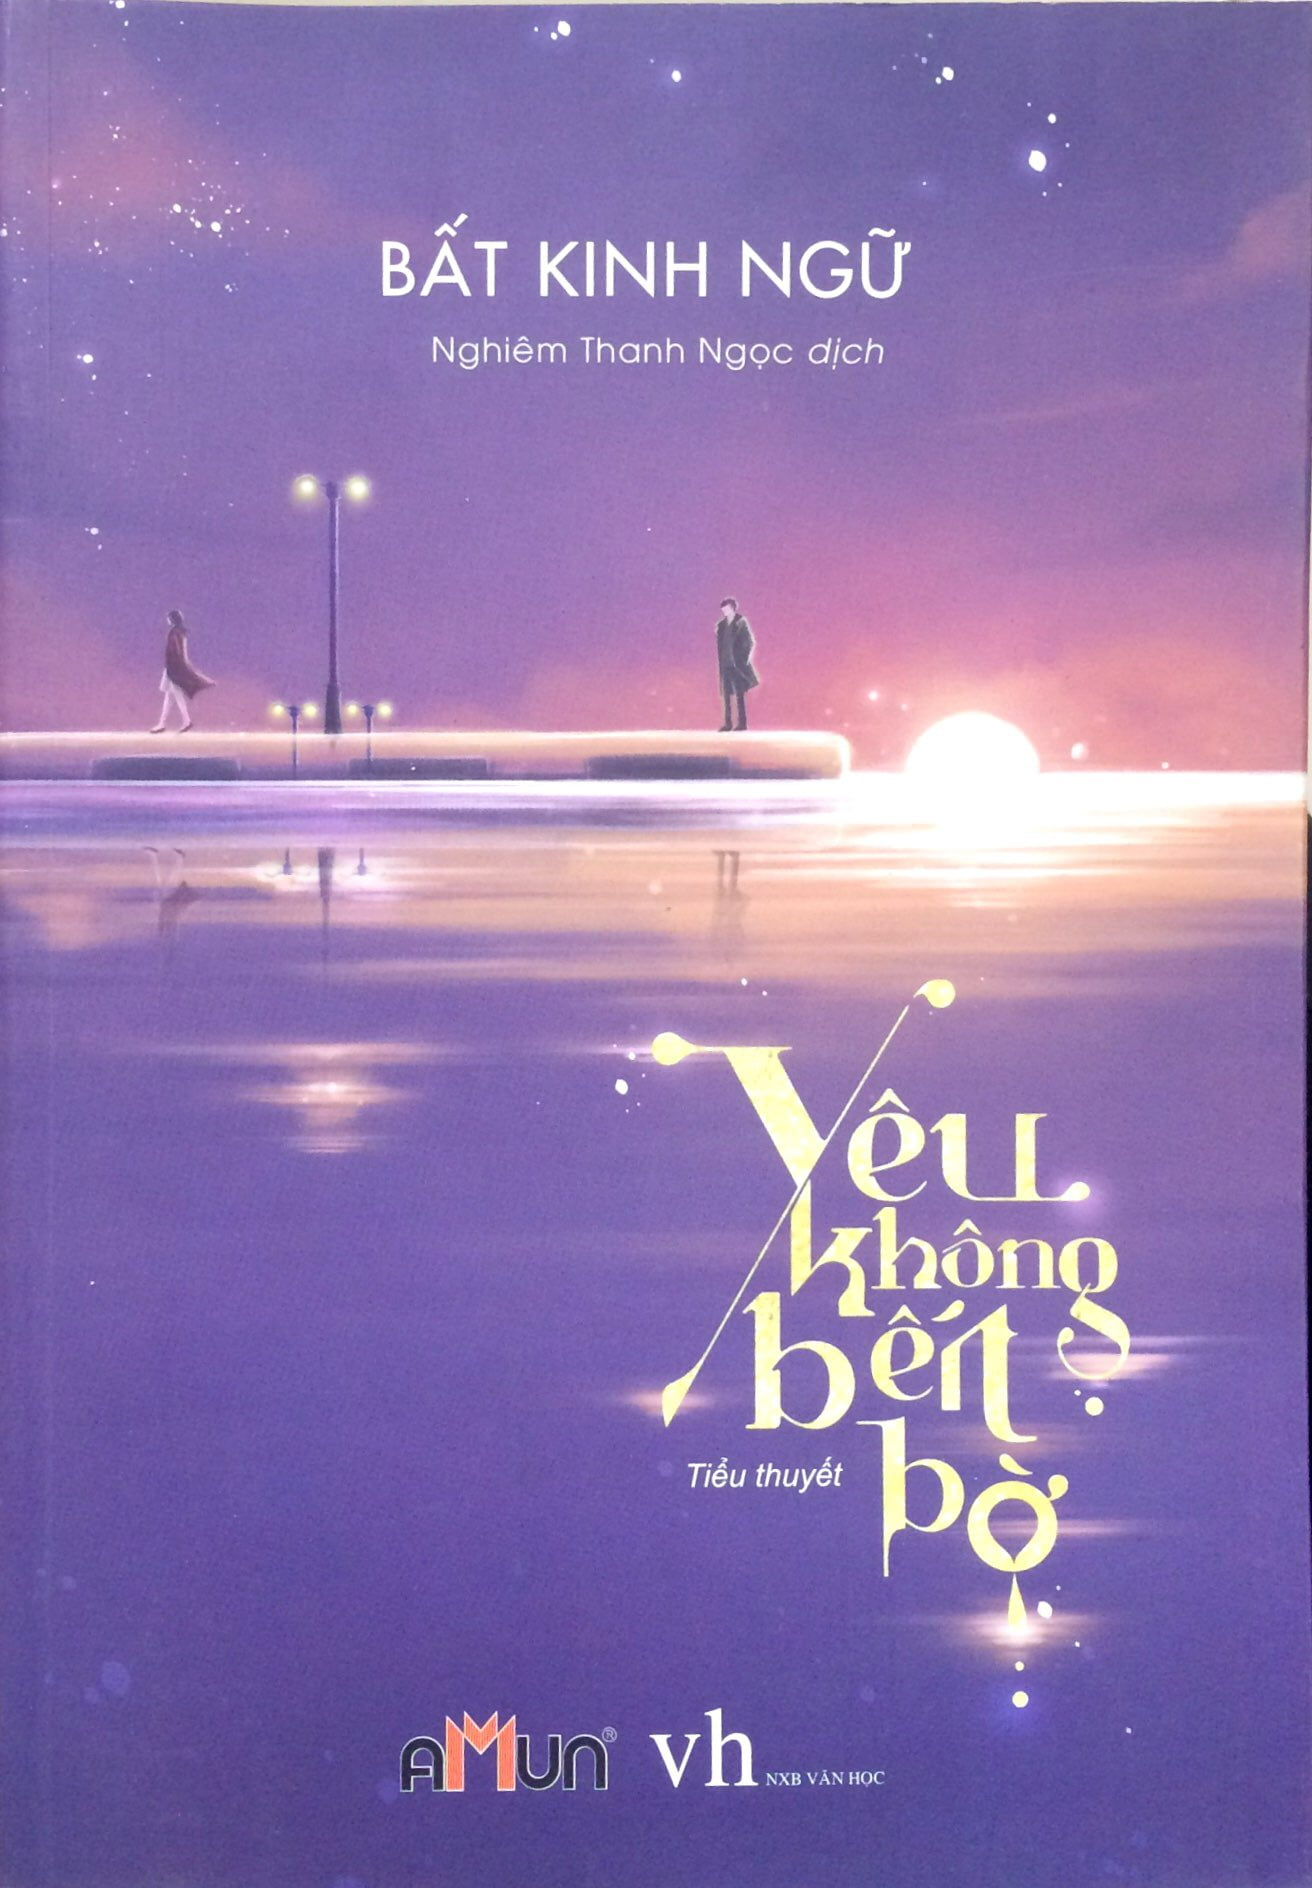 BẤT KINH NGỮ
Nghiêm Thanh Ngọc dịch
Yêu
không
bến
bờ
Tiểu thuyết
AMUN®
vh NXB VĂN HỌC